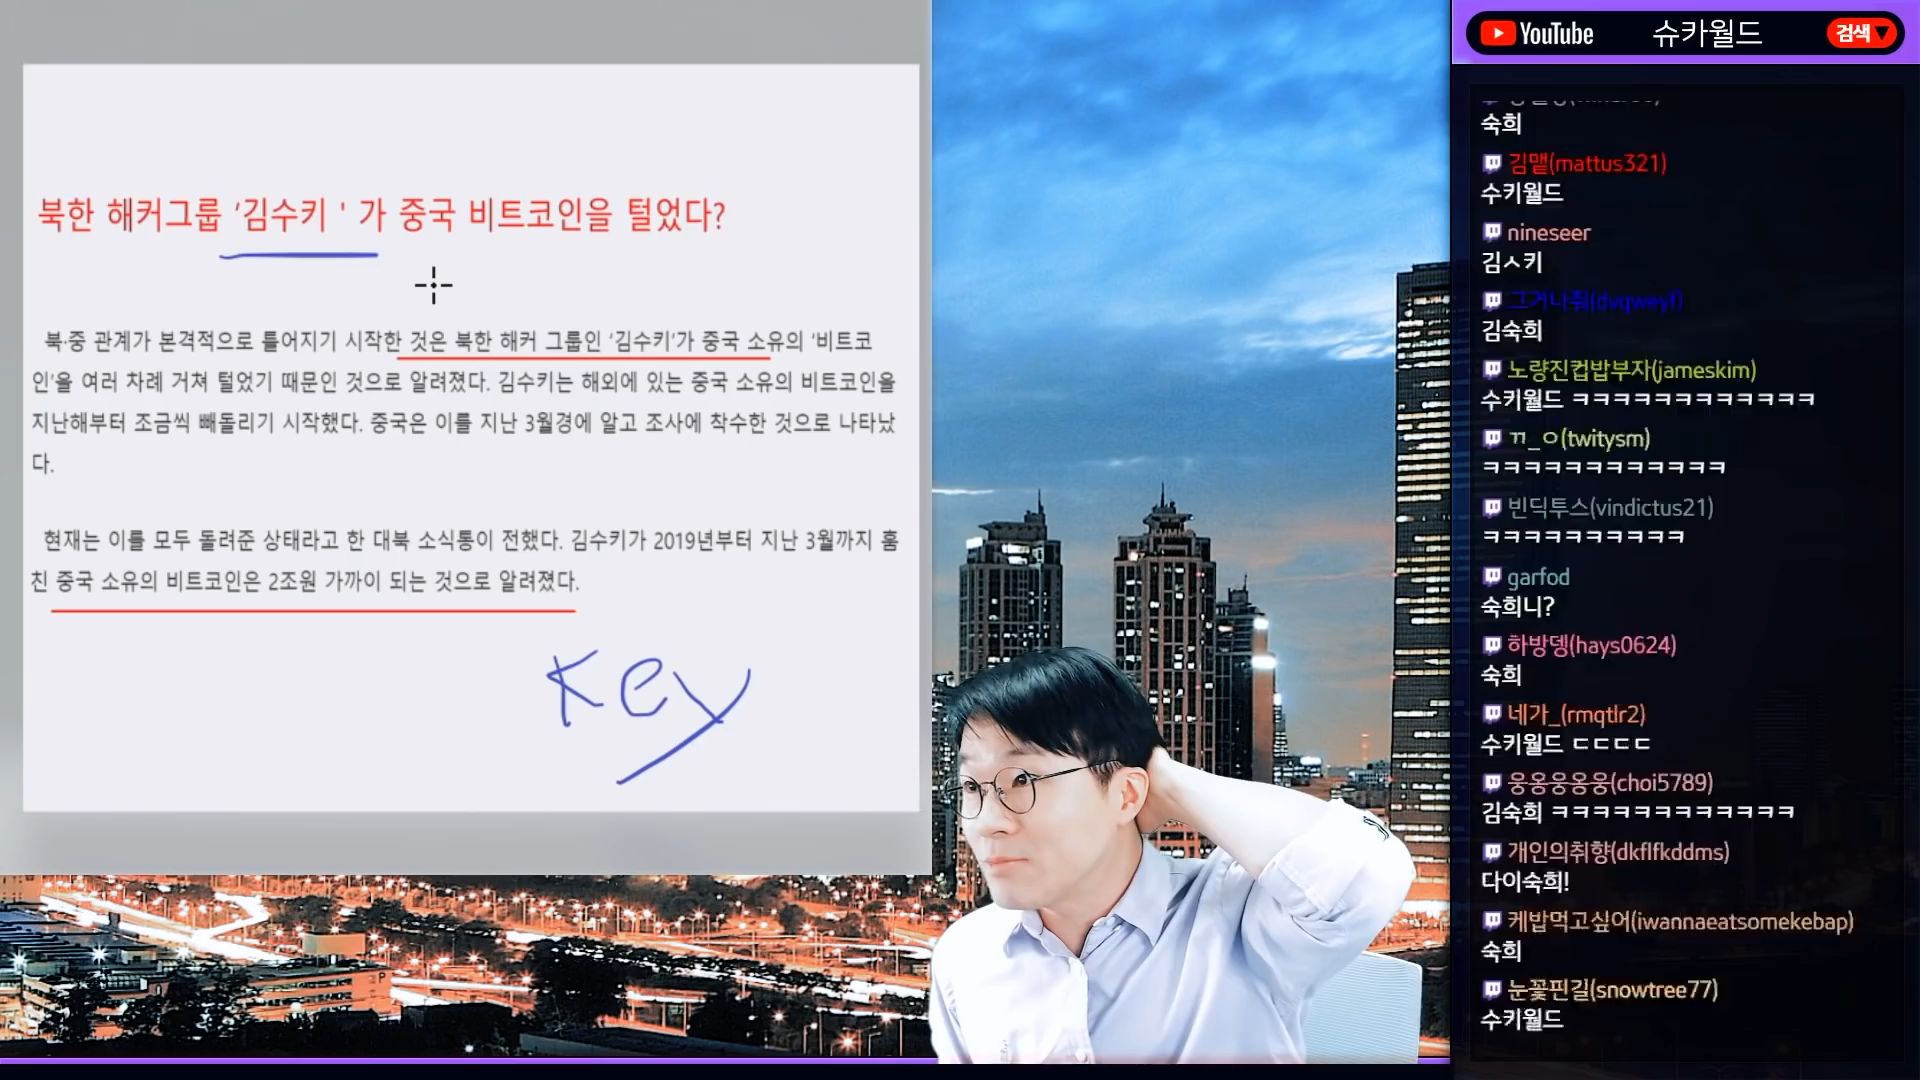 북한 해커그룹 '김수키 ' 가 중국 비트코인을 털었다?
북·중 관계가 본격적으로 틀어지기 시작한 것은 북한 해커 그룹인 '김수키'가 중국 소유의 '비트코
인'을 여러 차례 거쳐 털었기 때문인 것으로 알려졌다. 김수키는 해외에 있는 중국 소유의 비트코인을
지난해부터 조금씩 빼돌리기 시작했다. 중국은 이를 지난 3월경에 알고 조사에 착수한 것으로 나타났
다.
현재는 이를 모두 돌려준 상태라고 한 대북 소식통이 전했다. 김수키가 2019년부터 지난 3월까지 훔
친 중국 소유의 비트코인은 2조원 가까이 되는 것으로 알려졌다.
Key
YouTube 슈카월드 검색▼
숙희
김맽(mattus321)
수키월드
nineseer
김ㅅ키
그거나줘(dvqweyf)
김숙희
노량진컵밥부자(jameskim)
수키월드 ㅋㅋㅋㅋㅋㅋㅋㅋㅋㅋㅋㅋ
ㄲ_ㅇ(twitysm)
ㅋㅋㅋㅋㅋㅋㅋㅋㅋㅋㅋㅋ
빈딕투스(vindictus21)
ㅋㅋㅋㅋㅋㅋㅋㅋㅋㅋ
garfod
숙희니?
하방뎅(hays0624)
숙희
네가_(rmqtlr2)
수키월드 ㄷㄷㄷㄷ
웅옹웅옹웅(choi5789)
김숙희 ㅋㅋㅋㅋㅋㅋㅋㅋㅋㅋㅋㅋ
개인의취향(dkflfkddms)
다이숙희!
케밥먹고싶어(iwannaeatsomekebap)
숙희
눈꽃핀길(snowtree77)
수키월드